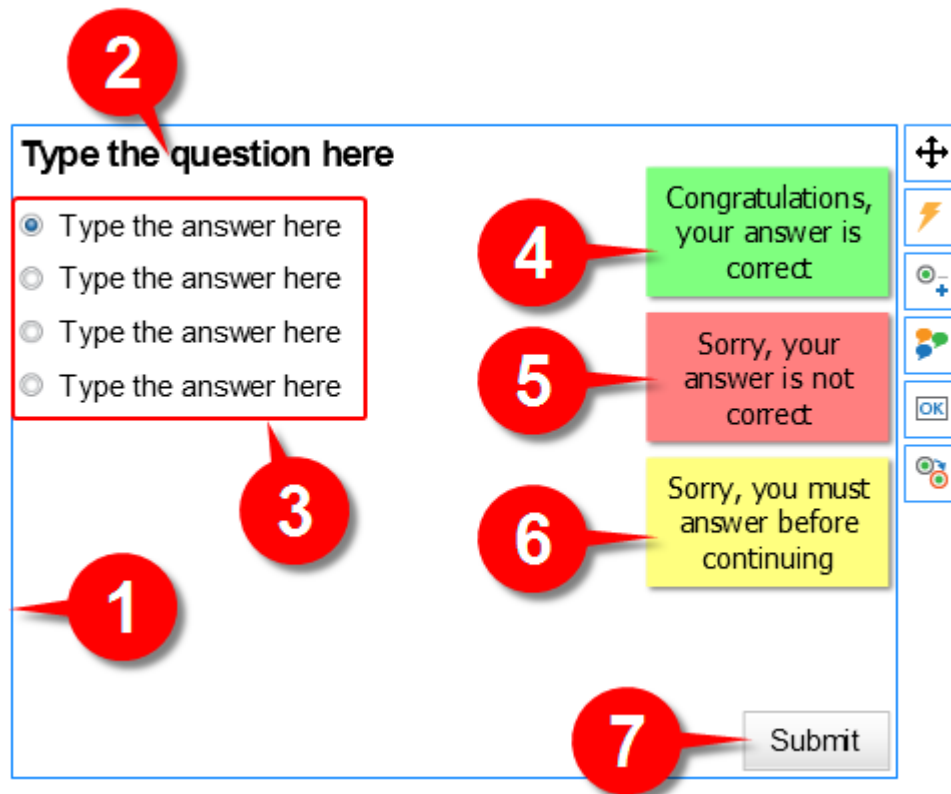 2
Type the question here
Type the answer here
Type the answer here
Type the answer here
Type the answer here
3
1
4
Congratulations,
your answer is
correct
5
Sorry, your
answer is not
correct
6
Sorry, you must
answer before
continuing
7
Submit
OK